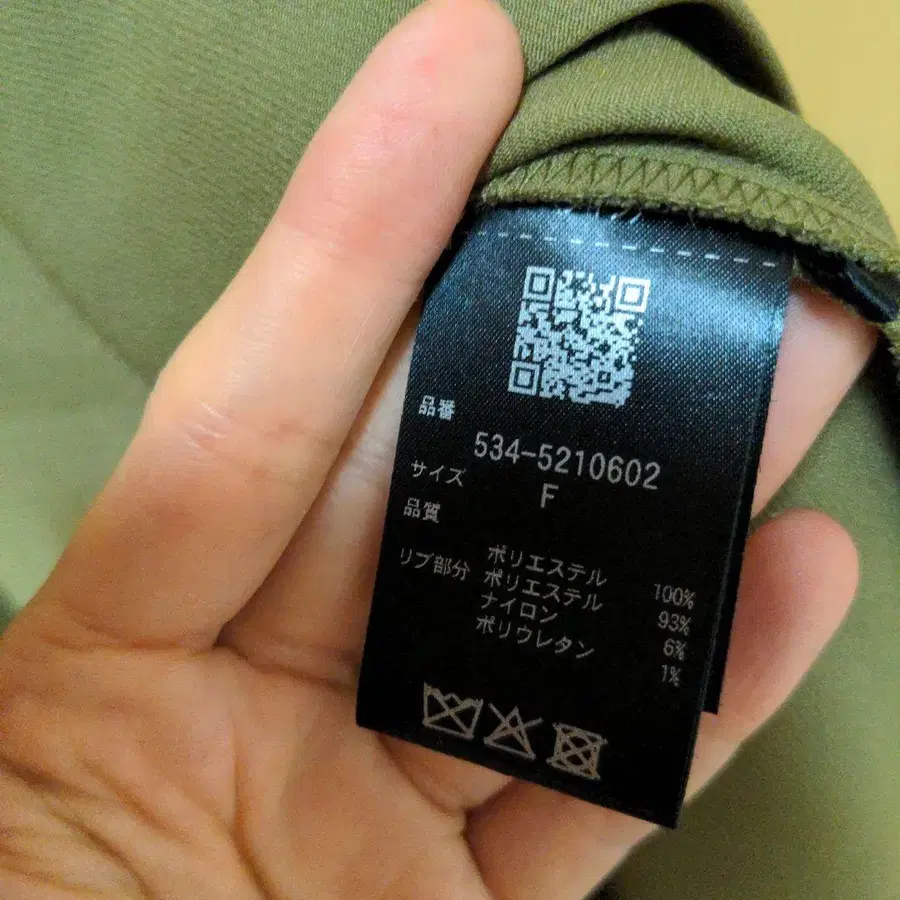 品番
534-5210602
サイズ
F
品質
ポリエステル 100%
リブ部分 ポリエステル 93%
ナイロン 6%
ポリウレタン 1%